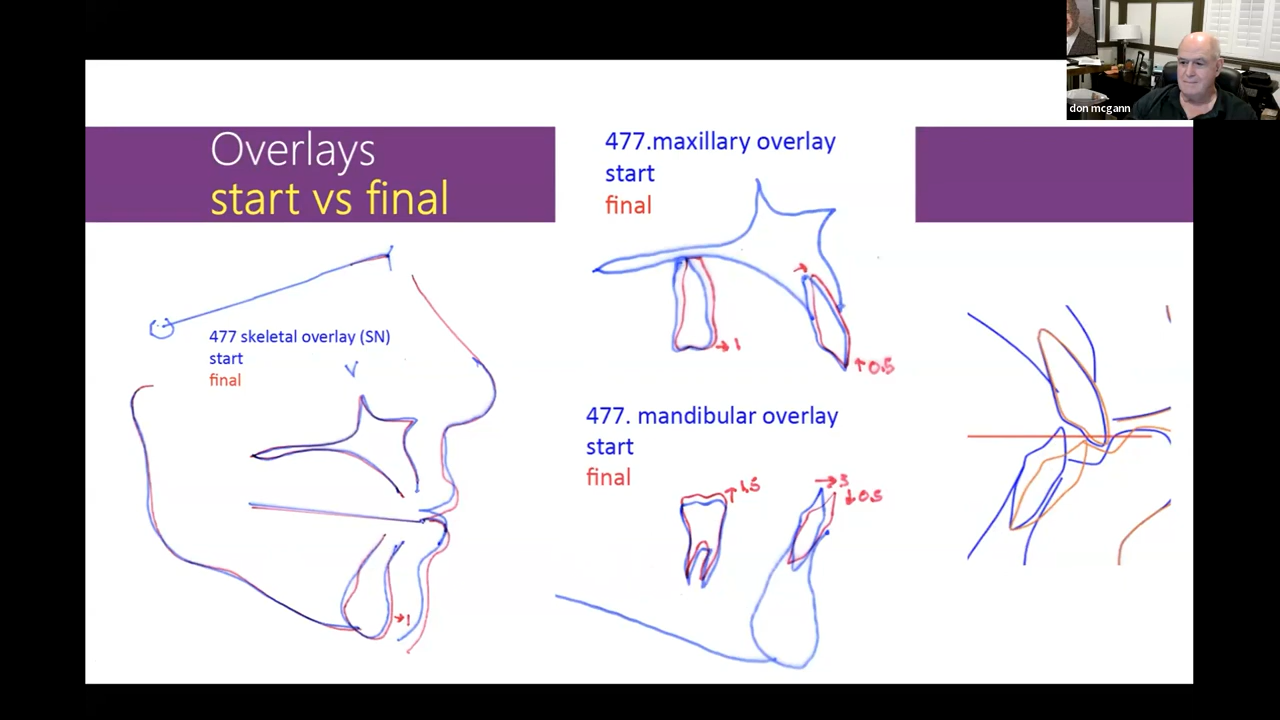 don mcgann
Overlays
start vs final
477.maxillary overlay
start
final
→1
↑0.5
477 skeletal overlay (SN)
start
final
→1
477. mandibular overlay
start
final
↑1.5
→3
↓0.5